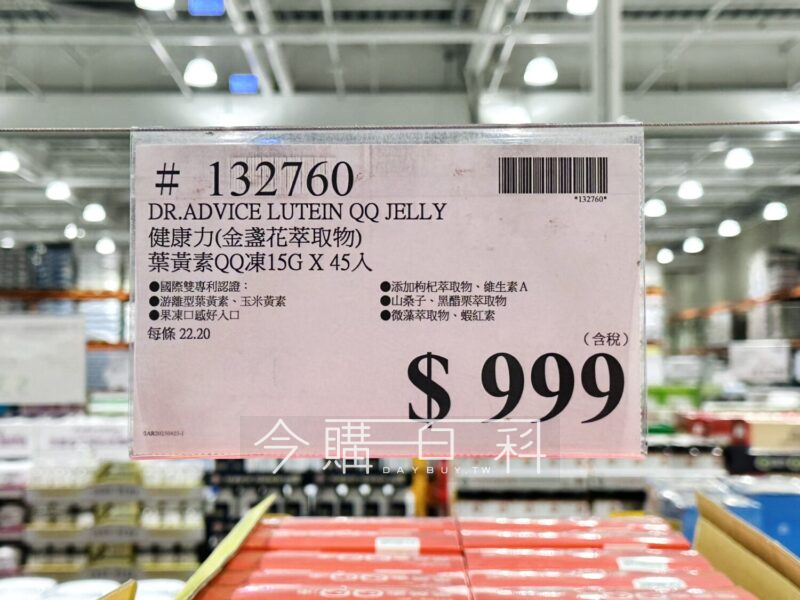 # 132760
*132760*
DR.ADVICE LUTEIN QQ JELLY
健康力(金盞花萃取物)
葉黃素QQ凍15G X 45入
●國際雙專利認證：
●游離型葉黃素、玉米黃素
●果凍口感好入口
每條 22.20
●添加枸杞萃取物、維生素A
●山桑子、黑醋栗萃取物
●微藻萃取物、蝦紅素
(含稅)
$ 999
今購百科
DAYBUY.TW